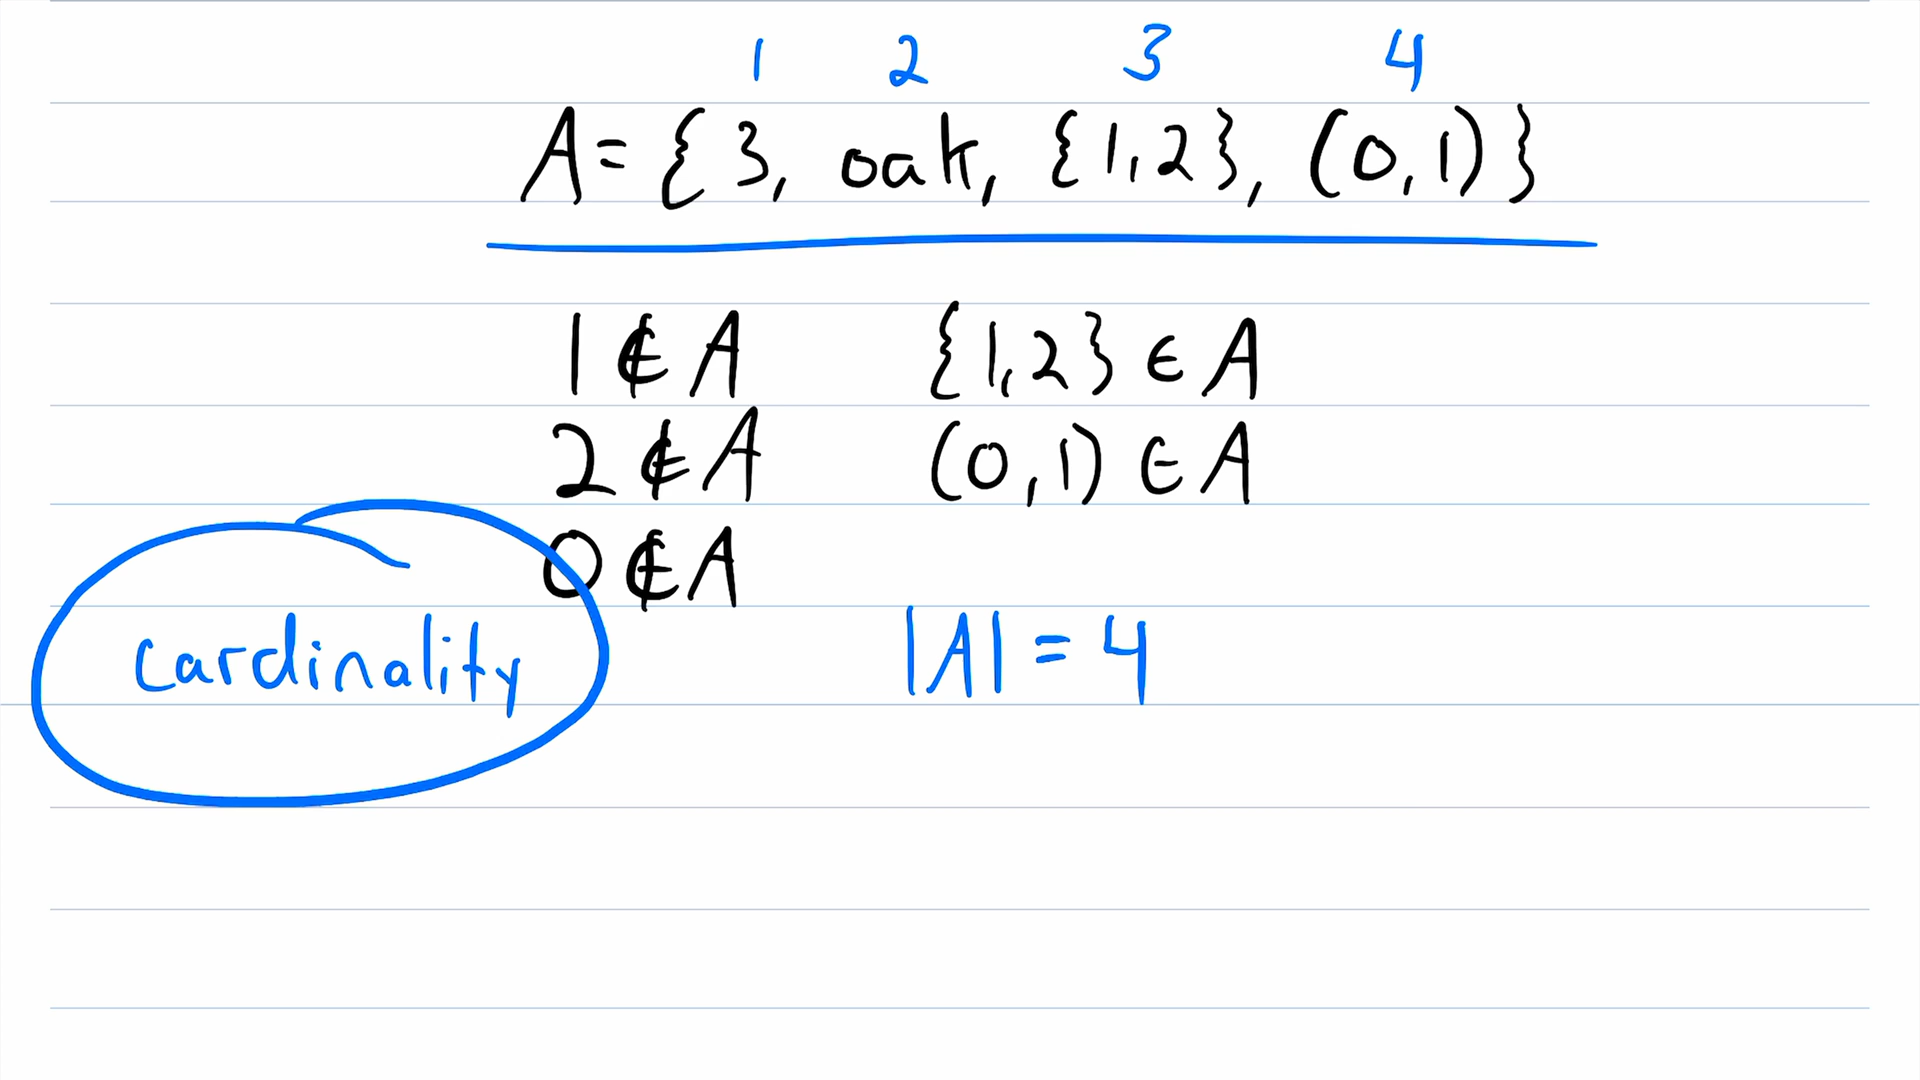 1 2 3 4
A = { 3, oak, {1,2}, (0,1) }
1 ∉ A {1,2} ∈ A
2 ∉ A (0,1) ∈ A
0 ∉ A
cardinality |A| = 4